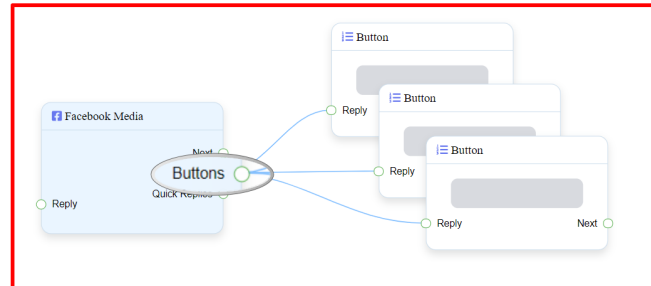 Button
Reply
Button
Reply
Button
Reply
Next
Facebook Media
Next
Buttons
Quick Replies
Reply